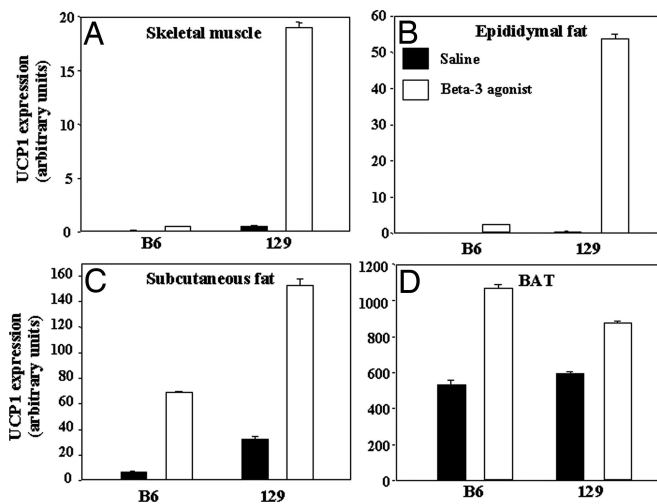 A
Skeletal muscle
UCP1 expression
(arbitrary units)
20
15
10
5
0
B6
129
B
Epididymal fat
Saline
Beta-3 agonist
60
50
40
30
20
10
0
B6
129
C
Subcutaneous fat
UCP1 expression
(arbitrary units)
160
140
120
100
80
60
40
20
0
B6
129
D
BAT
1200
1000
800
600
400
200
0
B6
129